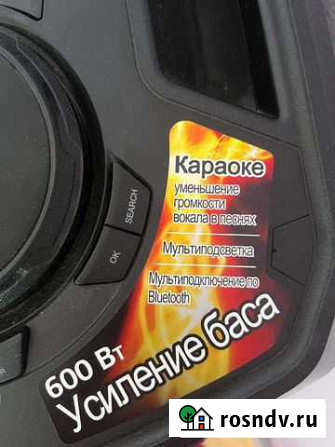 Караоке
уменьшение
громкости
вокала в песнях
Мультиподсветка
Мультиподключение по
Bluetooth
SEARCH
OK
600 Вт
Усиление баса
rosndv.ru